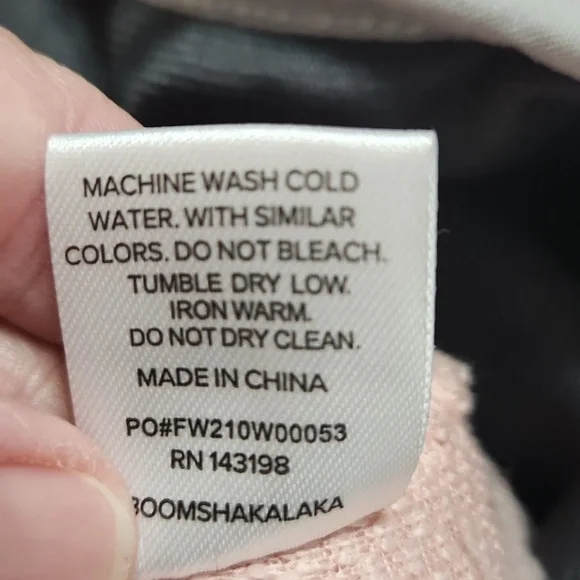 MACHINE WASH COLD
WATER. WITH SIMILAR
COLORS. DO NOT BLEACH.
TUMBLE DRY LOW.
IRON WARM.
DO NOT DRY CLEAN.
MADE IN CHINA
PO#FW210W00053
RN 143198
BOOMSHAKALAKA